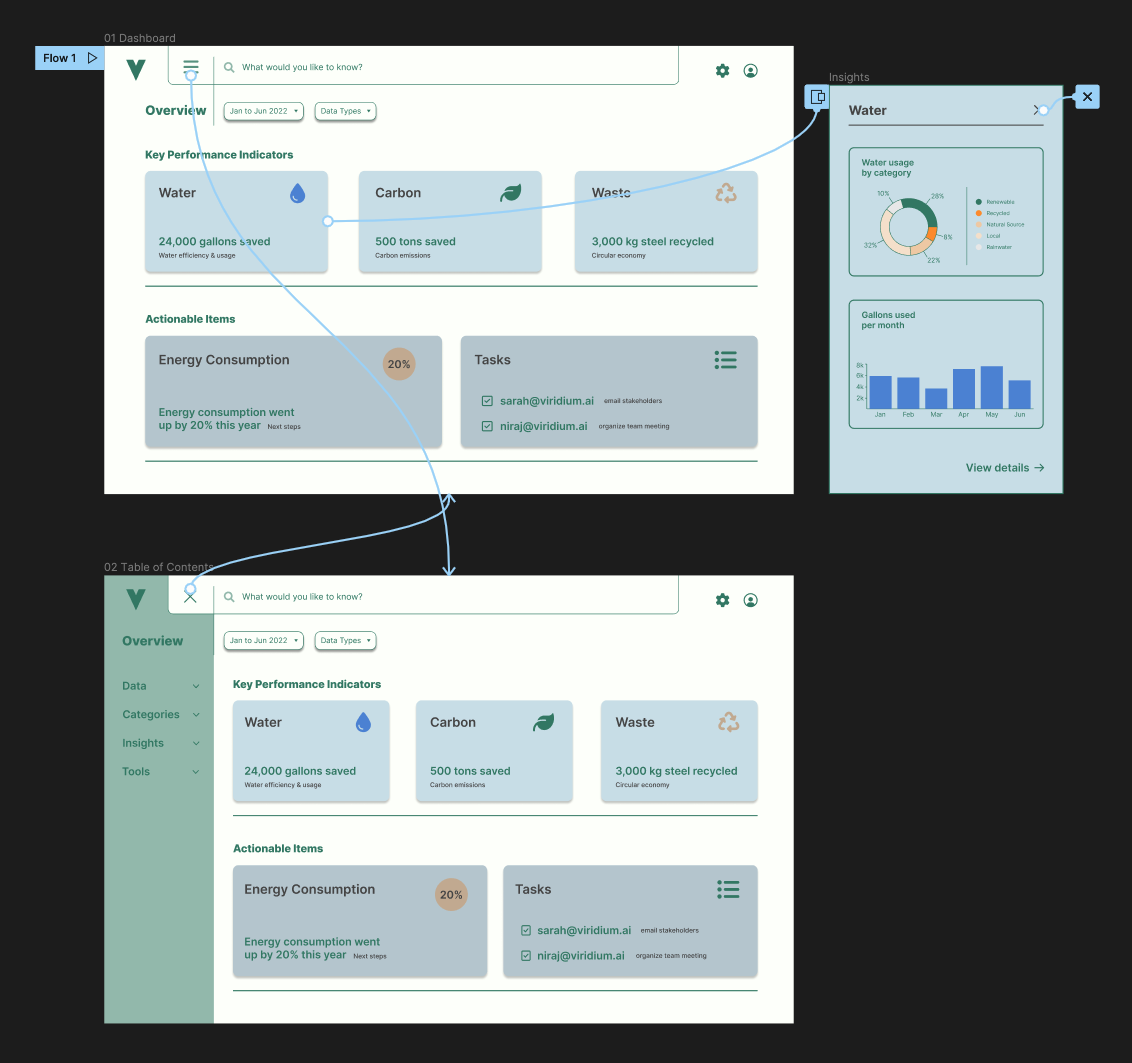 01 Dashboard
Flow 1
What would you like to know?
Overview
Jan to Jun 2022
Data Types
Key Performance Indicators
Water
24,000 gallons saved
Water efficiency & usage
Carbon
500 tons saved
Carbon emissions
Waste
3,000 kg steel recycled
Circular economy
Actionable Items
Energy Consumption
20%
Energy consumption went
up by 20% this year Next steps
Tasks
sarah@viridium.ai email stakeholders
niraj@viridium.ai organize team meeting
Insights
Water
Water usage
by category
10%
28%
8%
22%
32%
Renewable
Recycled
Natural Source
Local
Rainwater
Gallons used
per month
8k
6k
4k
2k
Jan Feb Mar Apr May Jun
View details
02 Table of Contents
What would you like to know?
Overview
Data
Categories
Insights
Tools
Jan to Jun 2022
Data Types
Key Performance Indicators
Water
24,000 gallons saved
Water efficiency & usage
Carbon
500 tons saved
Carbon emissions
Waste
3,000 kg steel recycled
Circular economy
Actionable Items
Energy Consumption
20%
Energy consumption went
up by 20% this year Next steps
Tasks
sarah@viridium.ai email stakeholders
niraj@viridium.ai organize team meeting